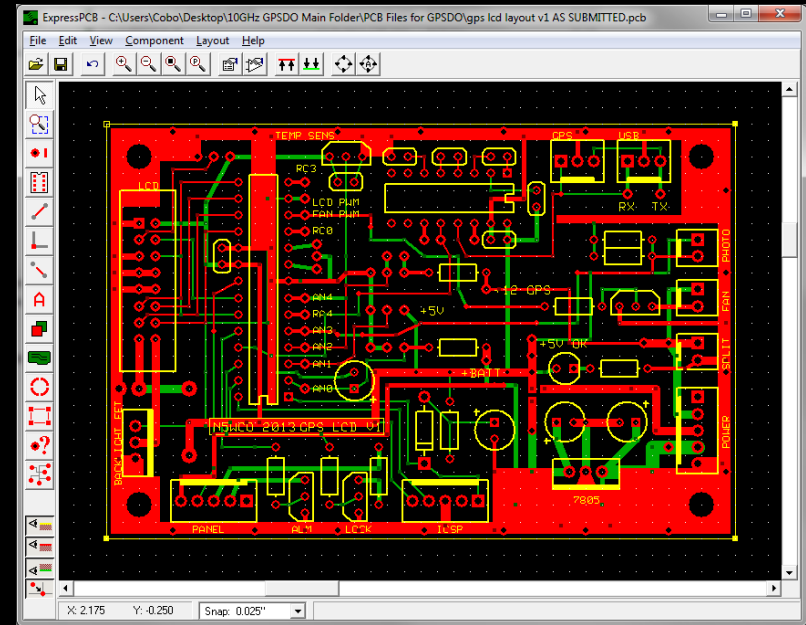 ExpressPCB - C:\Users\Cobo\Desktop\10GHz GPSDO Main Folder\PCB Files for GPSDO\gps lcd layout v1 AS SUBMITTED.pcb
File Edit View Component Layout Help
TEMP SENS
GPS USB
RC3
LCD
LCD PWM
FAN PWM
RX TX
RC0
PHOTO
-12 GPS
FAN
AN4
RA4
+5V
AN3
AN2
+5V OK
SPLIT
AN1
+BATT
AN0
BACKLIGHT FET
N5WCO 2013 GPS LCD V1
POWER
7805
PANEL
ALM
LOCK
ICSP
X: 2.175 Y: -0.250 Snap: 0.025"